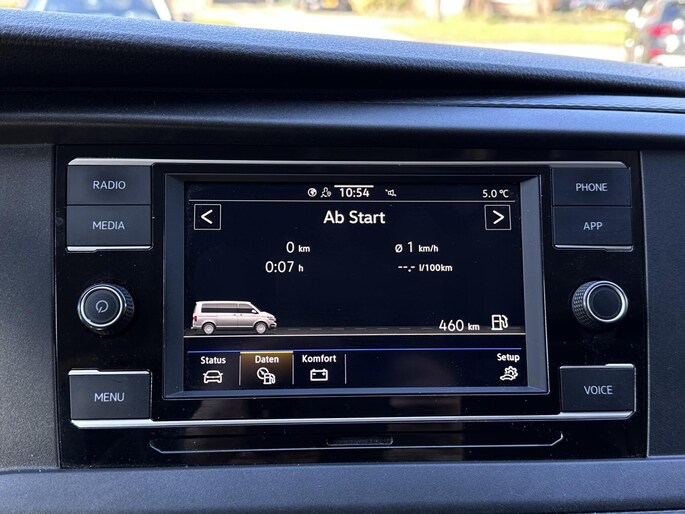 RADIO
MEDIA
MENU
10:54
5.0 °C
<
Ab Start
>
0 km
Ø 1 km/h
0:07 h
--.- l/100km
460 km
Status
Daten
Komfort
Setup
PHONE
APP
VOICE